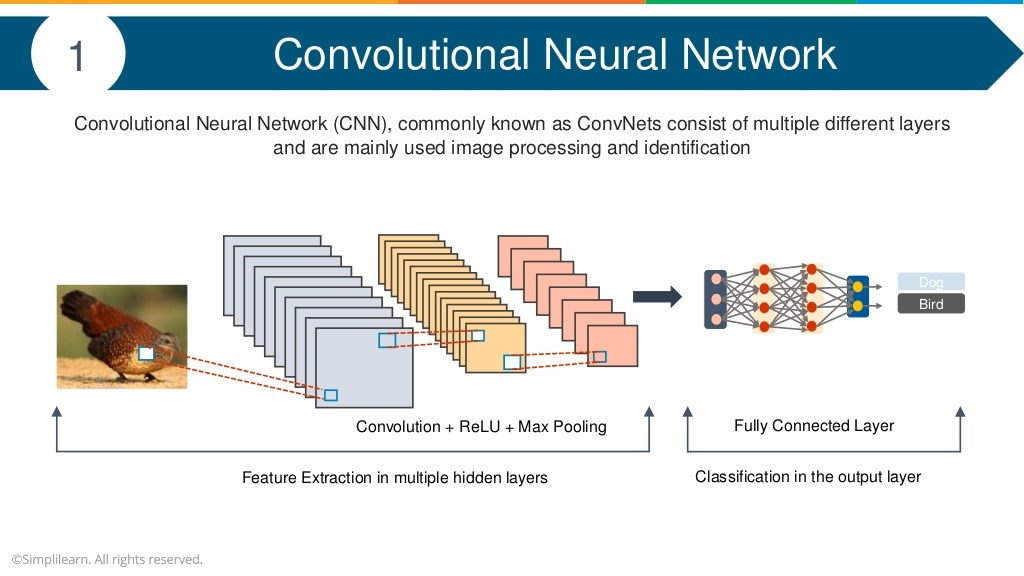 1
Convolutional Neural Network
Convolutional Neural Network (CNN), commonly known as ConvNets consist of multiple different layers
and are mainly used image processing and identification
Dog
Bird
Convolution + ReLU + Max Pooling
Fully Connected Layer
Feature Extraction in multiple hidden layers
Classification in the output layer
©Simplilearn. All rights reserved.